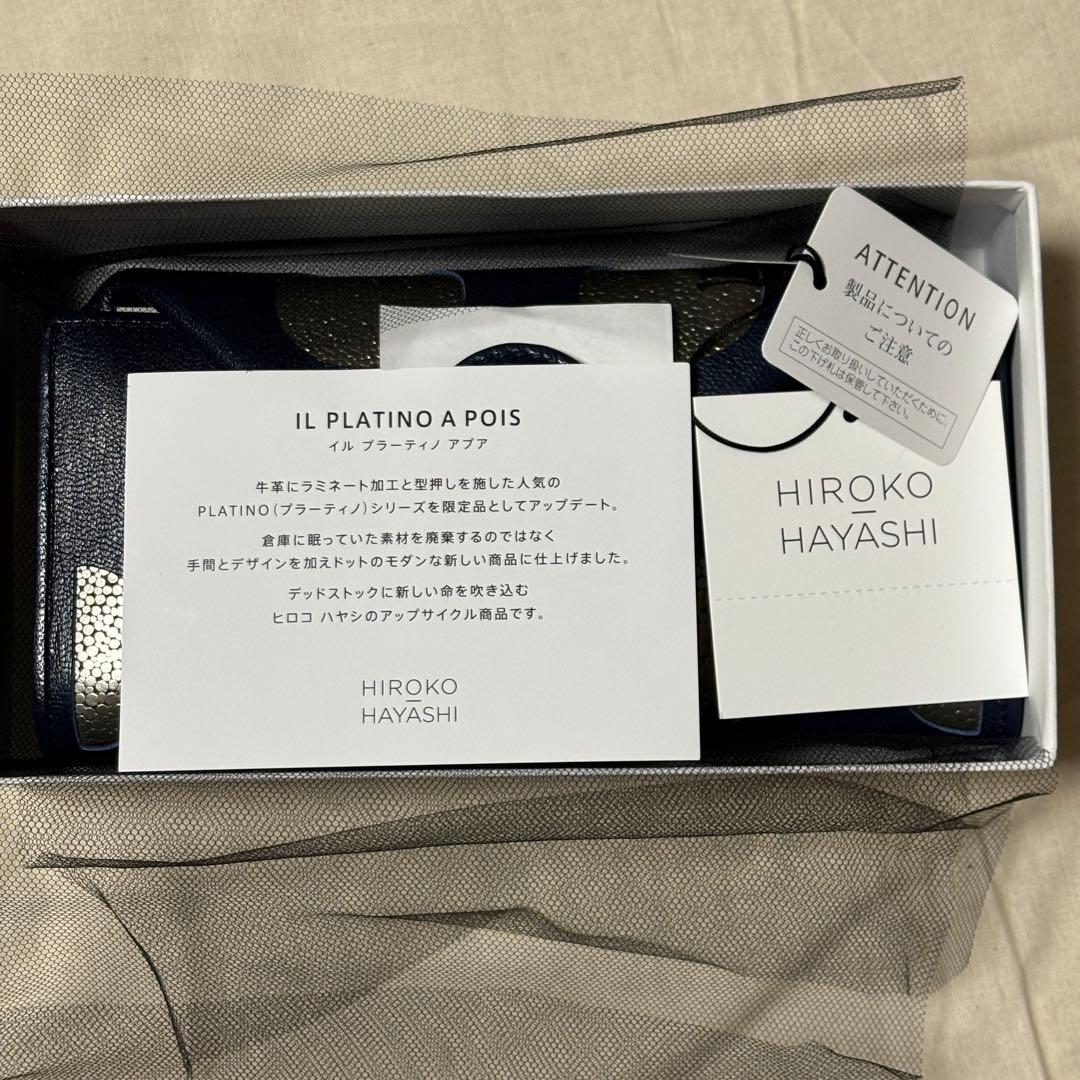 ATTENTION
製品についての
ご注意
正しくお取り扱いしていただくために、
この下げ札は保管して下さい。
IL PLATINO A POIS
イル プラーティノ アプア
牛革にラミネート加工と型押しを施した人気の
PLATINO(プラーティノ)シリーズを限定品としてアップデート。
倉庫に眠っていた素材を廃棄するのではなく
手間とデザインを加えドットのモダンな新しい商品に仕上げました。
デッドストックに新しい命を吹き込む
ヒロコ ハヤシのアップサイクル商品です。
HIROKO
HAYASHI
HIROKO
HAYASHI